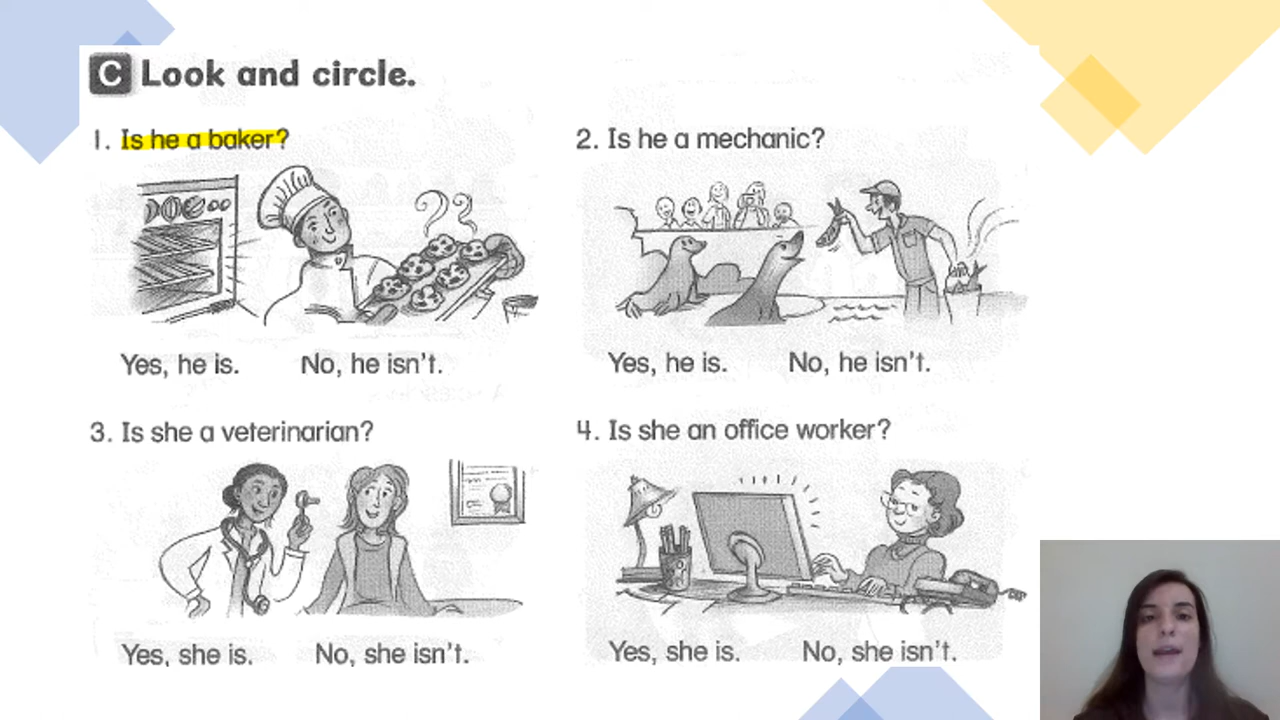 C Look and circle.
1. Is he a baker?
Yes, he is. No, he isn't.
2. Is he a mechanic?
Yes, he is. No, he isn't.
3. Is she a veterinarian?
Yes, she is. No, she isn't.
4. Is she an office worker?
Yes, she is. No, she isn't.